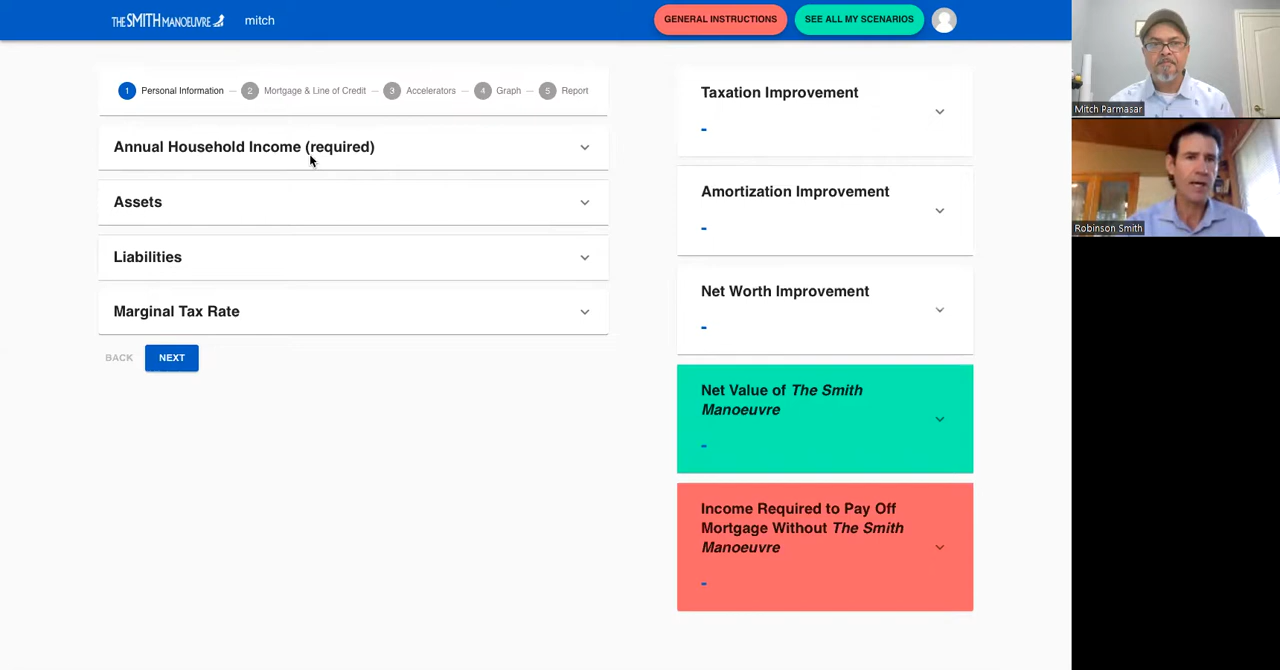 THE SMITH MANOEUVRE
mitch
GENERAL INSTRUCTIONS
SEE ALL MY SCENARIOS
1 Personal Information
2 Mortgage & Line of Credit
3 Accelerators
4 Graph
5 Report
Annual Household Income (required)
Assets
Liabilities
Marginal Tax Rate
BACK
NEXT
Taxation Improvement
-
Amortization Improvement
-
Net Worth Improvement
-
Net Value of The Smith
Manoeuvre
-
Income Required to Pay Off
Mortgage Without The Smith
Manoeuvre
-
Mitch Parmasar
Robinson Smith